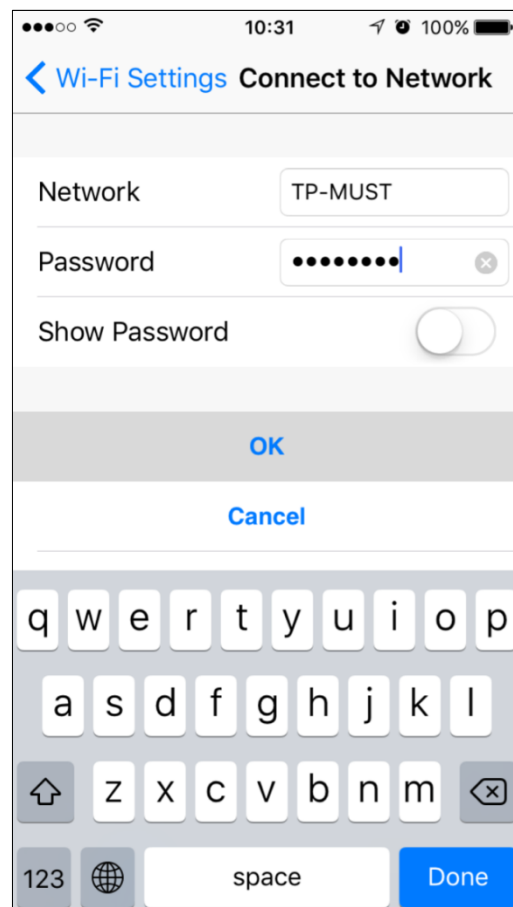 10:31 100%
Wi-Fi Settings Connect to Network
Network TP-MUST
Password ••••••••
Show Password
OK
Cancel
q w e r t y u i o p
a s d f g h j k l
z x c v b n m
123 space Done